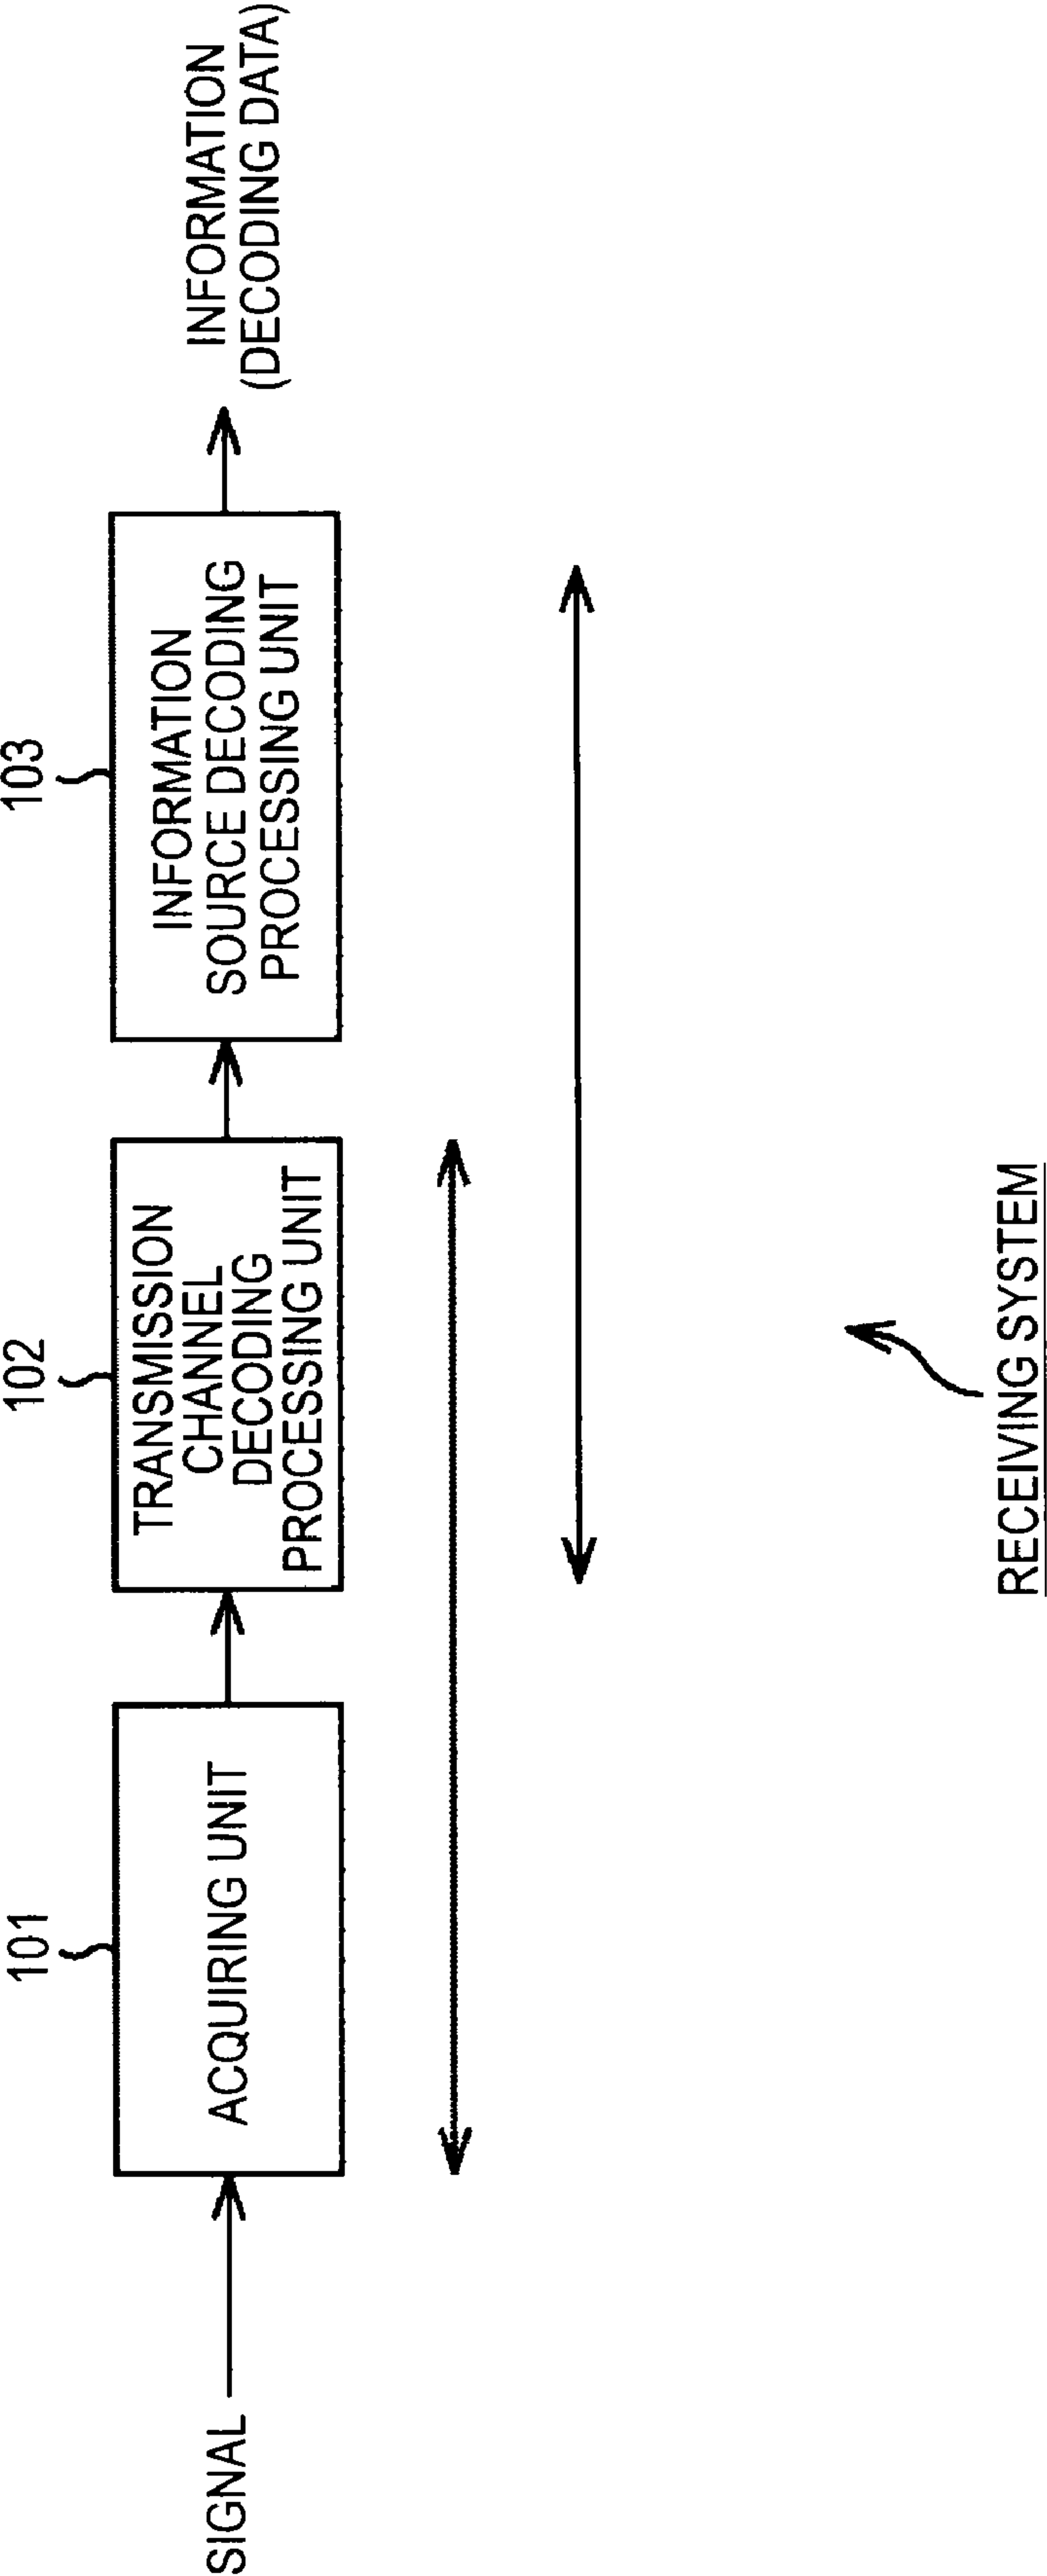 101
102
103
SIGNAL
ACQUIRING UNIT
TRANSMISSION
CHANNEL
DECODING
PROCESSING UNIT
INFORMATION
SOURCE DECODING
PROCESSING UNIT
INFORMATION
(DECODING DATA)
RECEIVING SYSTEM